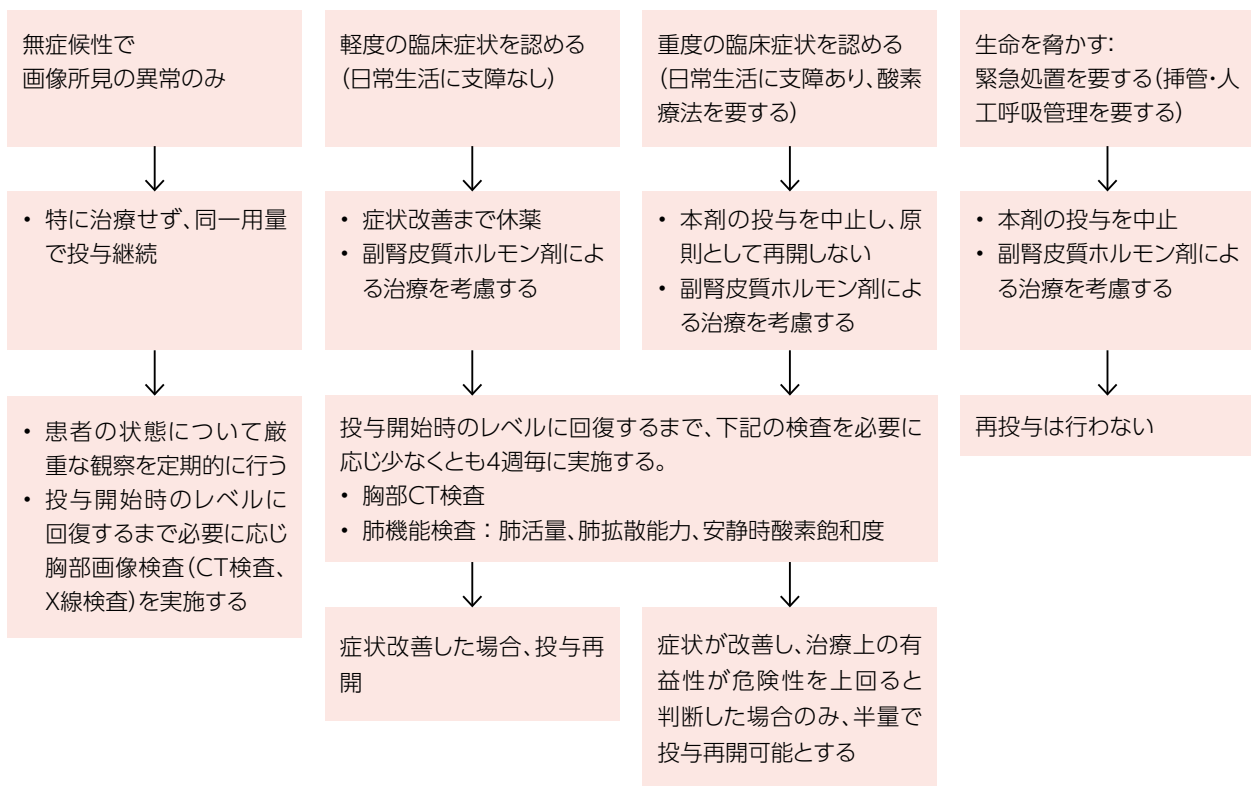 無症候性で
画像所見の異常のみ
軽度の臨床症状を認める
（日常生活に支障なし）
重度の臨床症状を認める
（日常生活に支障あり、酸素
療法を要する）
生命を脅かす：
緊急処置を要する（挿管・人
工呼吸管理を要する）
• 特に治療せず、同一用量
で投与継続
• 症状改善まで休薬
• 副腎皮質ホルモン剤によ
る治療を考慮する
• 本剤の投与を中止し、原
則として再開しない
• 副腎皮質ホルモン剤によ
る治療を考慮する
• 本剤の投与を中止
• 副腎皮質ホルモン剤によ
る治療を考慮する
• 患者の状態について厳
重な観察を定期的に行う
• 投与開始時のレベルに
回復するまで必要に応じ
胸部画像検査（CT検査、
X線検査）を実施する
投与開始時のレベルに回復するまで、下記の検査を必要に
応じ少なくとも4週毎に実施する。
• 胸部CT検査
• 肺機能検査：肺活量、肺拡散能力、安静時酸素飽和度
再投与は行わない
症状改善した場合、投与再
開
症状が改善し、治療上の有
益性が危険性を上回ると
判断した場合のみ、半量で
投与再開可能とする